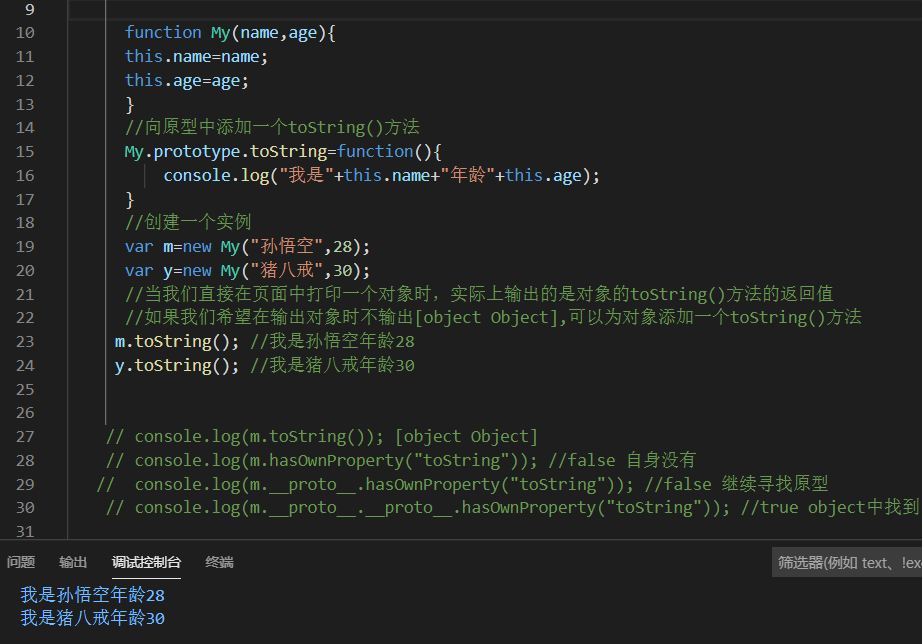 9
10 function My(name,age){
11 this.name=name;
12 this.age=age;
13 }
14 //向原型中添加一个toString()方法
15 My.prototype.toString=function(){
16 console.log("我是"+this.name+"年龄"+this.age);
17 }
18 //创建一个实例
19 var m=new My("孙悟空",28);
20 var y=new My("猪八戒",30);
21 //当我们直接在页面中打印一个对象时，实际上输出的是对象的toString()方法的返回值
22 //如果我们希望在输出对象时不输出[object Object],可以为对象添加一个toString()方法
23 m.toString(); //我是孙悟空年龄28
24 y.toString(); //我是猪八戒年龄30
25
26
27 // console.log(m.toString()); [object Object]
28 // console.log(m.hasOwnProperty("toString")); //false 自身没有
29 //  console.log(m.__proto__.hasOwnProperty("toString")); //false 继续寻找原型
30 // console.log(m.__proto__.__proto__.hasOwnProperty("toString")); //true object中找到
31
问题 输出 调试控制台 终端 筛选器(例如 text、!exc
我是孙悟空年龄28
我是猪八戒年龄30